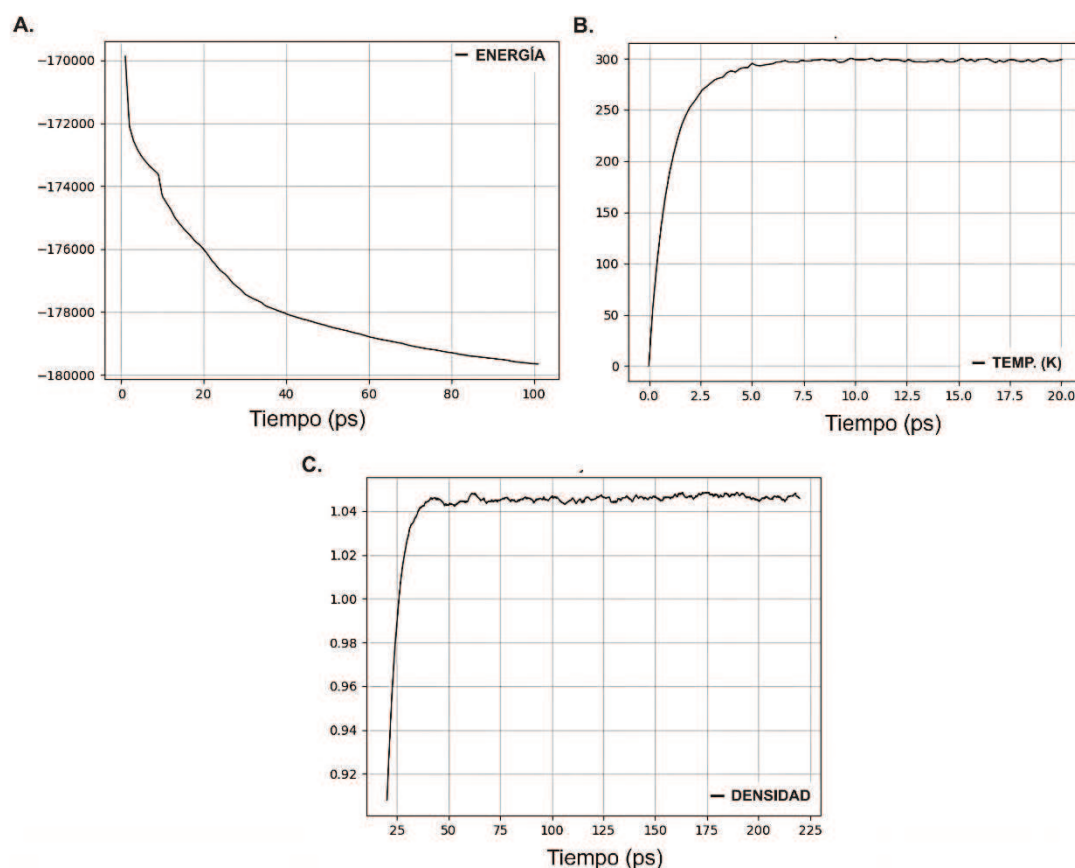 A.
ENERGÍA
−170000
−172000
−174000
−176000
−178000
−180000
0 20 40 60 80 100
Tiempo (ps)
B.
300
250
200
150
100
50
0
TEMP. (K)
0.0 2.5 5.0 7.5 10.0 12.5 15.0 17.5 20.0
Tiempo (ps)
C.
1.04
1.02
1.00
0.98
0.96
0.94
0.92
DENSIDAD
25 50 75 100 125 150 175 200 225
Tiempo (ps)